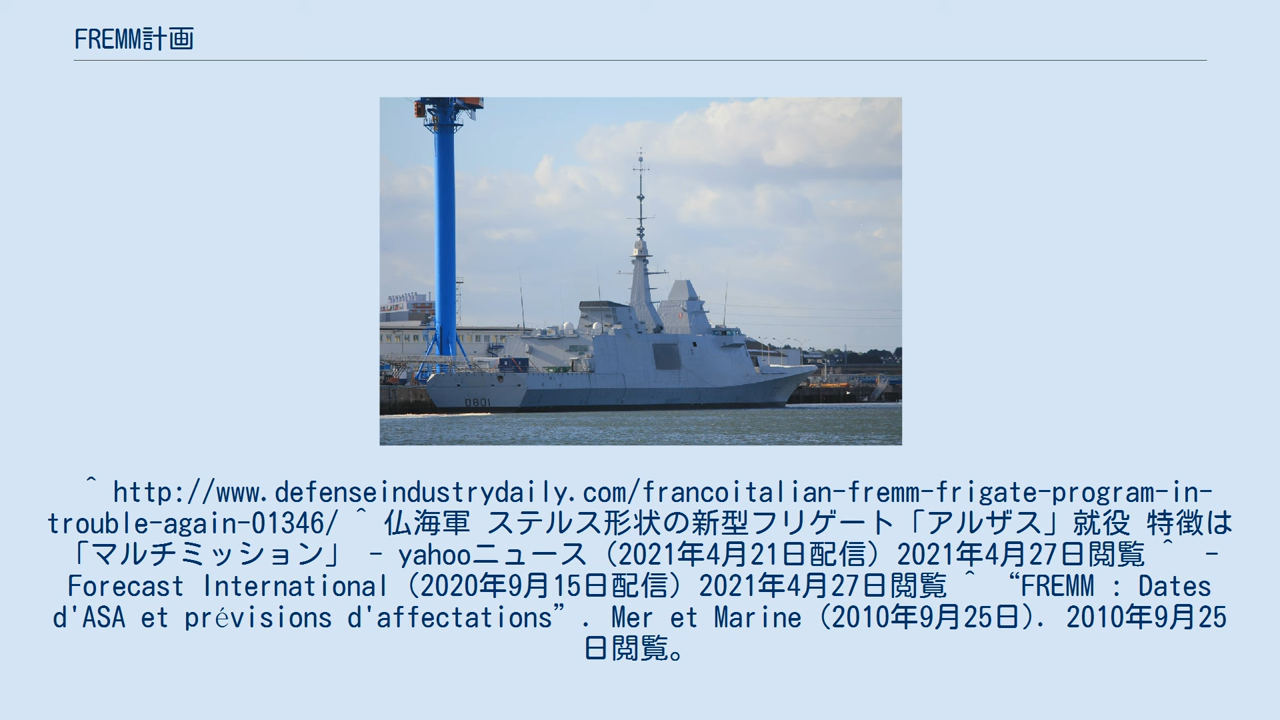 FREMM計画
D601
^ http://www.defenseindustrydaily.com/francoitalian-fremm-frigate-program-in-
trouble-again-01346/ ^ 仏海軍 ステルス形状の新型フリゲート「アルザス」就役 特徴は
「マルチミッション」 - yahooニュース（2021年4月21日配信）2021年4月27日閲覧 ^  -
Forecast International（2020年9月15日配信）2021年4月27日閲覧 ^ “FREMM : Dates
d'ASA et prévisions d'affectations”. Mer et Marine (2010年9月25日). 2010年9月25
日閲覧。